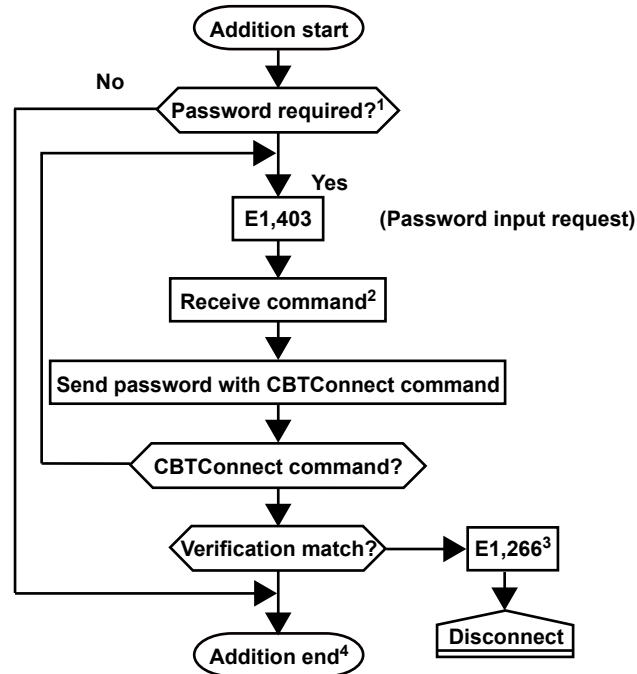 Addition start
No
Password required?¹
Yes
E1,403
(Password input request)
Receive command²
Send password with CBTConnect command
CBTConnect command?
Verification match?
E1,266³
Disconnect
Addition end⁴